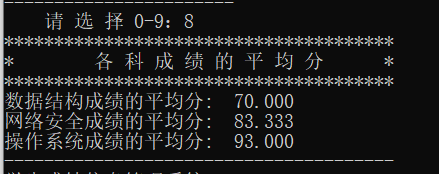 ----------------------
请 选 择 0-9: 8
**************************************
* 各 科 成 绩 的 平 均 分 *
**************************************
数据结构成绩的平均分: 70.000
网络安全成绩的平均分: 83.333
操作系统成绩的平均分: 93.000
--------------------------------------